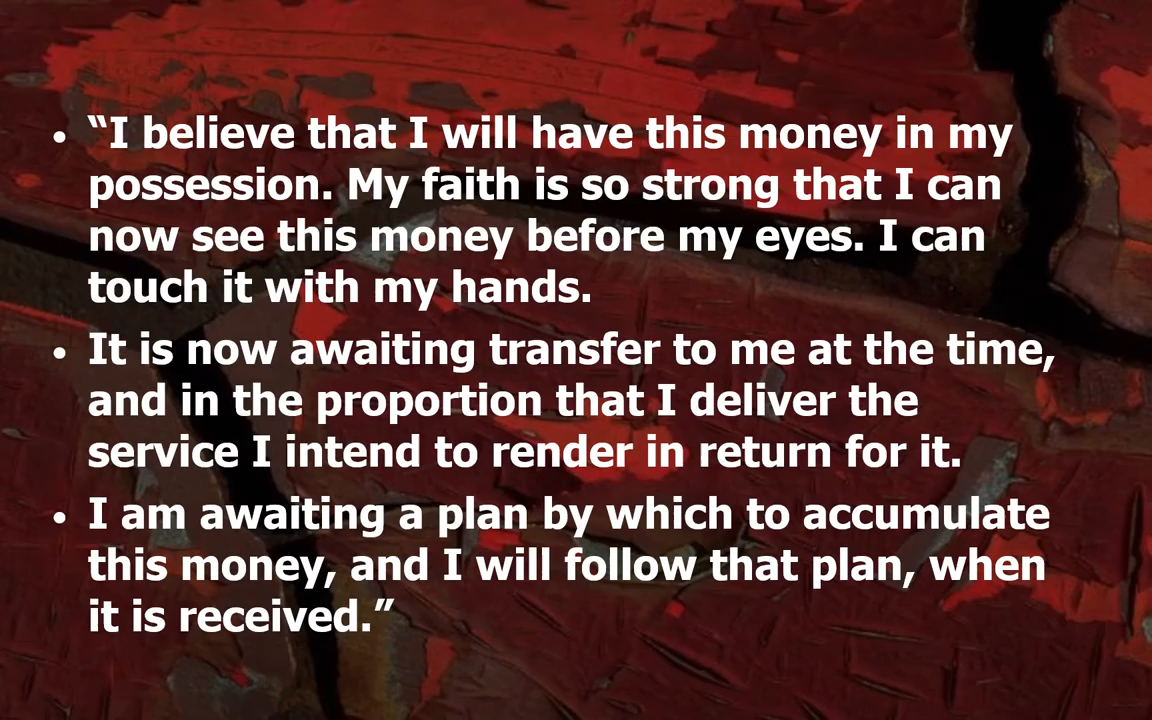 • “I believe that I will have this money in my
possession. My faith is so strong that I can
now see this money before my eyes. I can
touch it with my hands.
• It is now awaiting transfer to me at the time,
and in the proportion that I deliver the
service I intend to render in return for it.
• I am awaiting a plan by which to accumulate
this money, and I will follow that plan, when
it is received.”